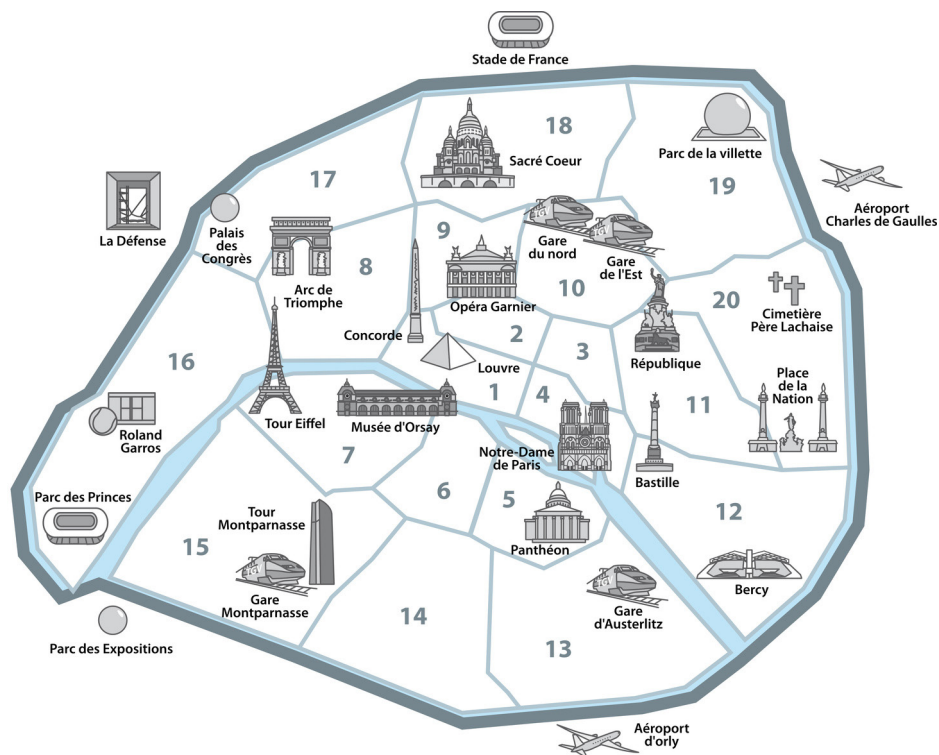 Stade de France
18
Sacré Coeur
Parc de la villette
19
17
Aéroport
Charles de Gaulles
La Défense
Palais
des
Congrès
9
Gare
du nord
Gare
de l'Est
8
Arc de
Triomphe
Opéra Garnier
10
20
Cimetière
Père Lachaise
Concorde
2
3
République
Louvre
16
Place
de la
Nation
1
4
11
Tour Eiffel
Musée d'Orsay
Roland
Garros
7
Notre-Dame
de Paris
Bastille
6
5
12
Parc des Princes
Tour
Montparnasse
15
Panthéon
Gare
Montparnasse
Bercy
14
Gare
d'Austerlitz
13
Parc des Expositions
Aéroport
d'orly